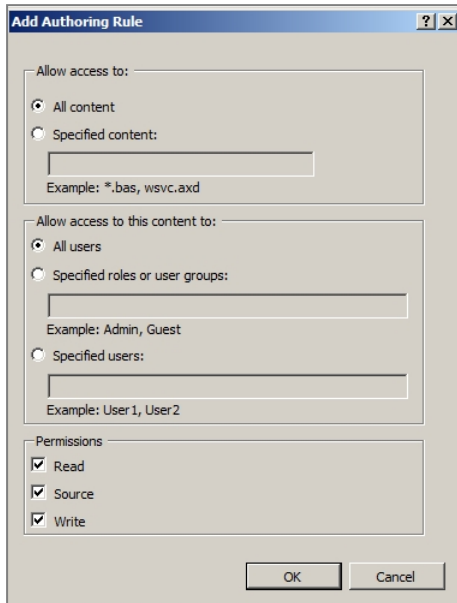 Add Authoring Rule
Allow access to:
All content
Specified content:
Example: *.bas, wsvc.axd
Allow access to this content to:
All users
Specified roles or user groups:
Example: Admin, Guest
Specified users:
Example: User1, User2
Permissions
Read
Source
Write
OK Cancel